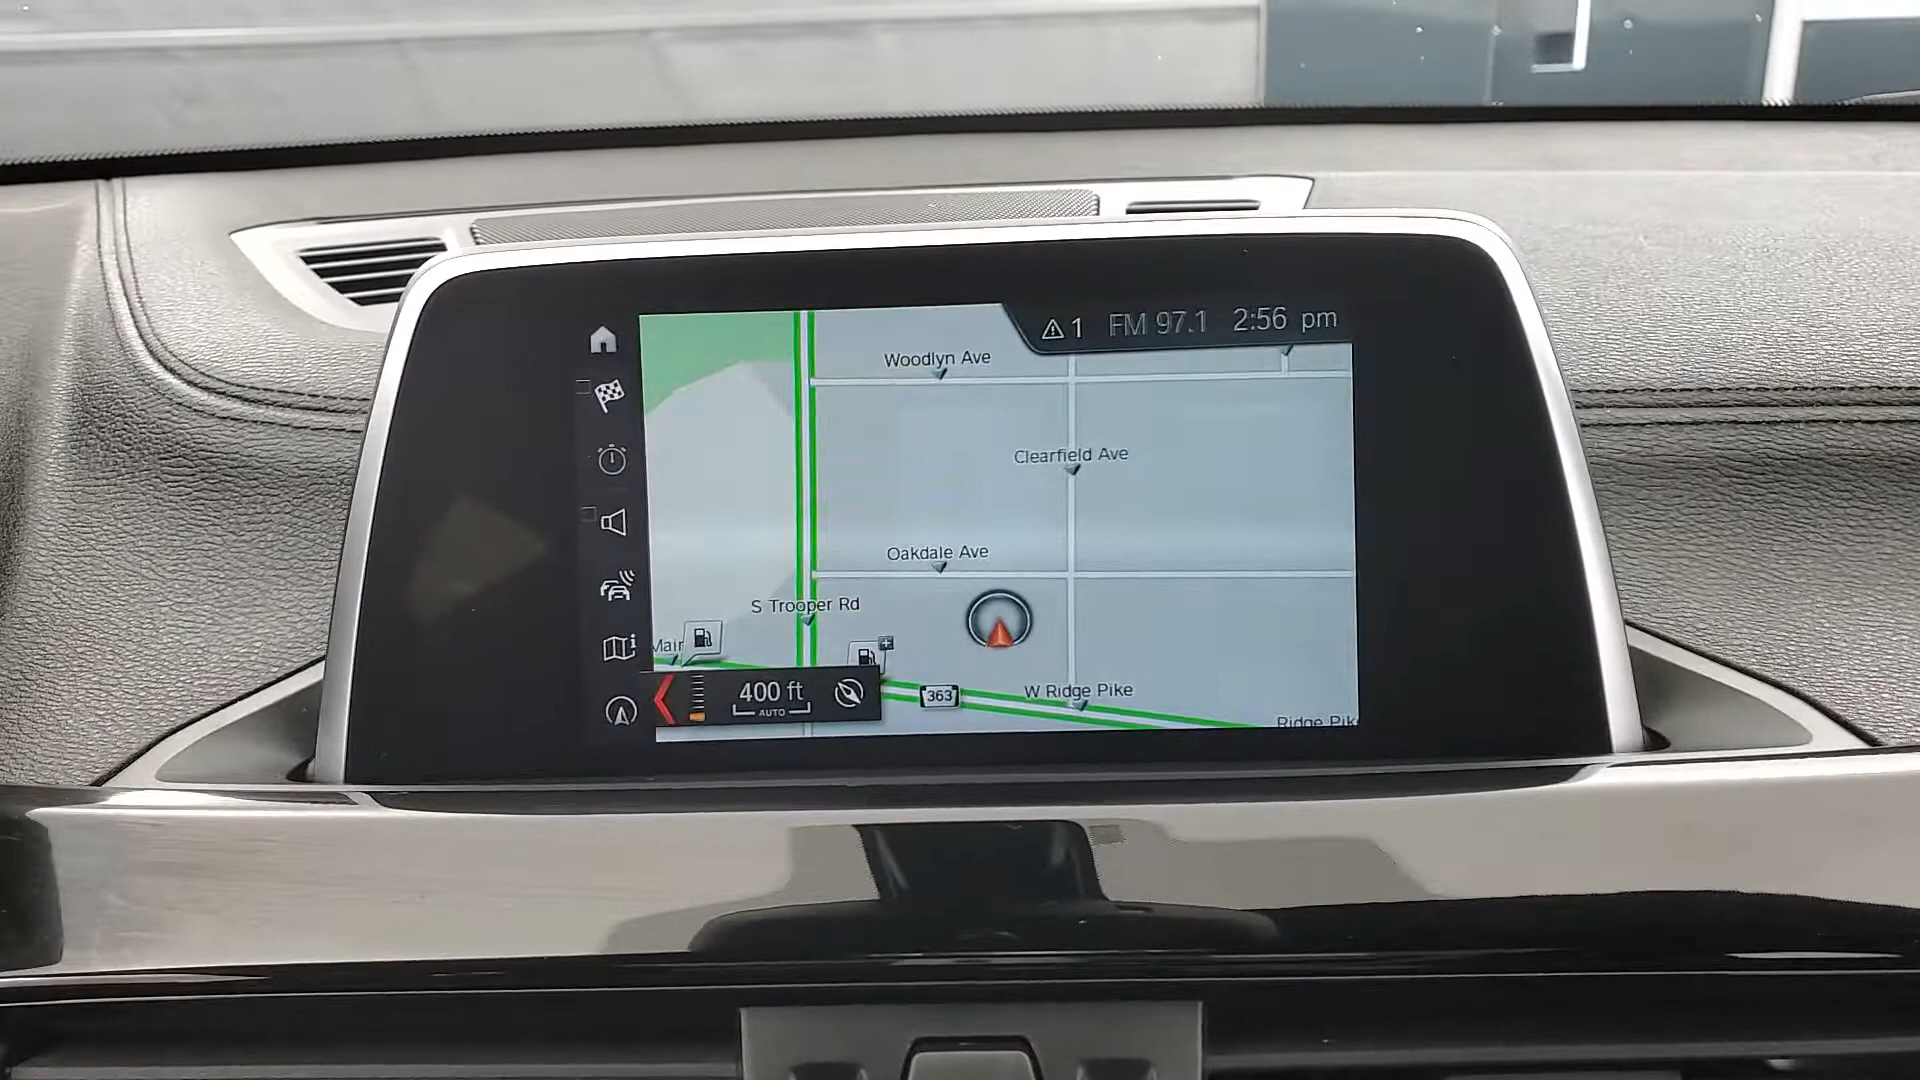 1 FM 97.1 2:56 pm
Woodlyn Ave
Clearfield Ave
Oakdale Ave
S Trooper Rd
Main
400 ft
AUTO
363
W Ridge Pike
Ridge Pik